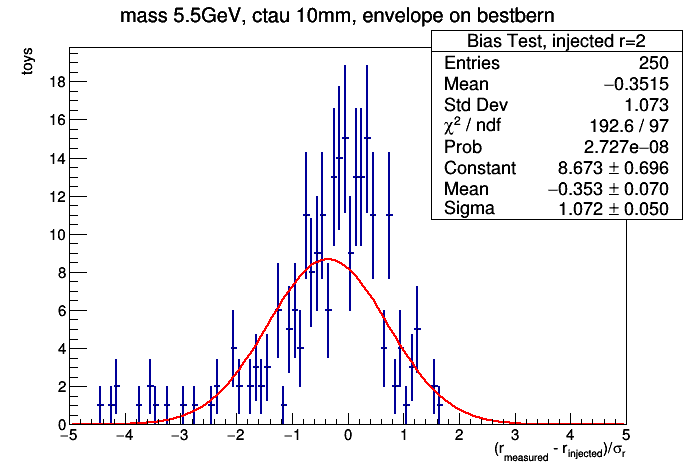 mass 5.5GeV, ctau 10mm, envelope on bestbern
toys
Bias Test, injected r=2
Entries 250
Mean −0.3515
Std Dev 1.073
χ² / ndf 192.6 / 97
Prob 2.727e−08
Constant 8.673 ± 0.696
Mean −0.353 ± 0.070
Sigma 1.072 ± 0.050
18
16
14
12
10
8
6
4
2
0
−5 −4 −3 −2 −1 0 1 2 3 4 5
(r_measured - r_injected)/σ_r